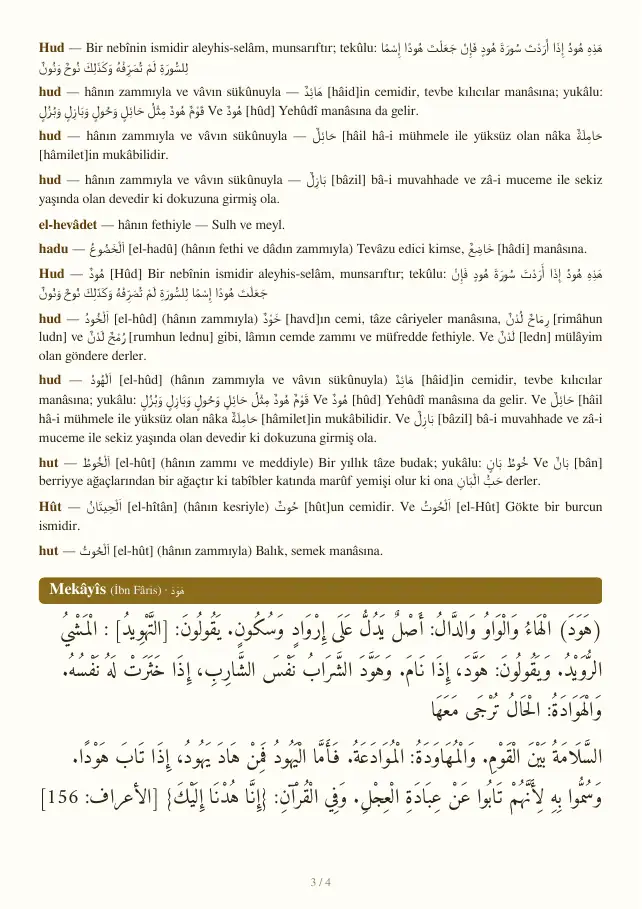 Hud — Bir nebînin ismidir aleyhis-selâm, munsarıftır; tekûlu: هَذِهِ هُودٌ إِذَا أَرَدْتَ سُورَةَ هُودٍ فَإِنْ جَعَلْتَ هُودًا إِسْمًا
لِلسُّورَةِ لَمْ تُصَرِّفْهُ وَكَذَلِكَ نُوحٌ وَنُونٌ
hud — hânın zammıyla ve vâvın sükûnuyla — هَائِدٌ [hâid]in cemidir, tevbe kılıcılar manâsına; yukâlu:
قَوْمٌ هُودٌ مِثْلُ حَائِلٍ وَحُولٍ وَبَازِلٍ وَبُزْلٍ Ve هُودٌ [hûd] Yehûdî manâsına da gelir.
hud — hânın zammıyla ve vâvın sükûnuyla — حَائِلٌ [hâil hâ-i mühmele ile yüksüz olan nâka حَامِلَةٌ
[hâmilet]in mukâbilidir.
hud — hânın zammıyla ve vâvın sükûnuyla — بَازِلٌ [bâzil] bâ-i muvahhade ve zâ-i muceme ile sekiz
yaşında olan devedir ki dokuzuna girmiş ola.
el-hevâdet — hânın fethiyle — Sulh ve meyl.
hadu — اَلْخَضُوعُ [el-hadû] (hânın fethi ve dâdın zammıyla) Tevâzu edici kimse, خَاضِعٌ [hâdi] manâsına.
Hud — هُودٌ [Hûd] Bir nebînin ismidir aleyhis-selâm, munsarıftır; tekûlu: هَذِهِ هُودٌ إِذَا أَرَدْتَ سُورَةَ هُودٍ فَإِنْ
جَعَلْتَ هُودًا إِسْمًا لِلسُّورَةِ لَمْ تُصَرِّفْهُ وَكَذَلِكَ نُوحٌ وَنُونٌ
hud — اَلْخُودُ [el-hûd] (hânın zammıyla) خَوْدٌ [havd]ın cemi, tâze câriyeler manâsına, رِمَاحٌ لُدْنٌ [rimâhun
ludn] ve رُمْحٌ لَدْنٌ [rumhun lednu] gibi, lâmın cemde zammı ve müfredde fethiyle. Ve لَدْنٌ [ledn] mülâyim
olan göndere derler.
hud — اَلْهُودُ [el-hûd] (hânın zammıyla ve vâvın sükûnuyla) هَائِدٌ [hâid]in cemidir, tevbe kılıcılar
manâsına; yukâlu: قَوْمٌ هُودٌ مِثْلُ حَائِلٍ وَحُولٍ وَبَازِلٍ وَبُزْلٍ Ve هُودٌ [hûd] Yehûdî manâsına da gelir. Ve حَائِلٌ [hâil
hâ-i mühmele ile yüksüz olan nâka حَامِلَةٌ [hâmilet]in mukâbilidir. Ve بَازِلٌ [bâzil] bâ-i muvahhade ve zâ-i
muceme ile sekiz yaşında olan devedir ki dokuzuna girmiş ola.
hut — اَلْخُوطُ [el-hût] (hânın zammı ve meddiyle) Bir yıllık tâze budak; yukâlu: خُوطُ بَانٍ Ve بَانٌ [bân]
berriyye ağaçlarından bir ağaçtır ki tabîbler katında marûf yemişi olur ki ona حَبُّ الْبَانِ derler.
Hût — اَلْحِيتَانُ [el-hîtân] (hânın kesriyle) حُوتٌ [hût]un cemidir. Ve اَلْحُوتُ [el-Hût] Gökte bir burcun
ismidir.
hut — اَلْحُوتُ [el-hût] (hânın zammıyla) Balık, semek manâsına.
Mekâyîs (İbn Fâris) · هَوَدَ
(هَوَدَ) الْهَاءُ وَالْوَاوُ وَالدَّالُ: أَصْلٌ يَدُلُّ عَلَى إِرْوَادٍ وَسُكُونٍ. يَقُولُونَ: [التَّهْوِيدُ] : الْمَشْيُ
الرُّوَيْدُ. وَيَقُولُونَ: هَوَّدَ، إِذَا نَامَ. وَهَوَّدَ الشَّرَابُ نَفْسَ الشَّارِبِ، إِذَا خَثَرَتْ لَهُ نَفْسُهُ.
وَالْهَوَادَةُ: الْحَالُ تُرْجَى مَعَهَا
السَّلَامَةُ بَيْنَ الْقَوْمِ. وَالْمُهَاوَدَةُ: الْمُوَادَعَةُ. فَأَمَّا الْيَهُودُ فَمِنْ هَادَ يَهُودُ، إِذَا تَابَ هَوْدًا.
وَسُمُّوا بِهِ لِأَنَّهُمْ تَابُوا عَنْ عِبَادَةِ الْعِجْلِ. وَفِي الْقُرْآنِ: {إِنَّا هُدْنَا إِلَيْكَ} [الأعراف: 156]
3 / 4